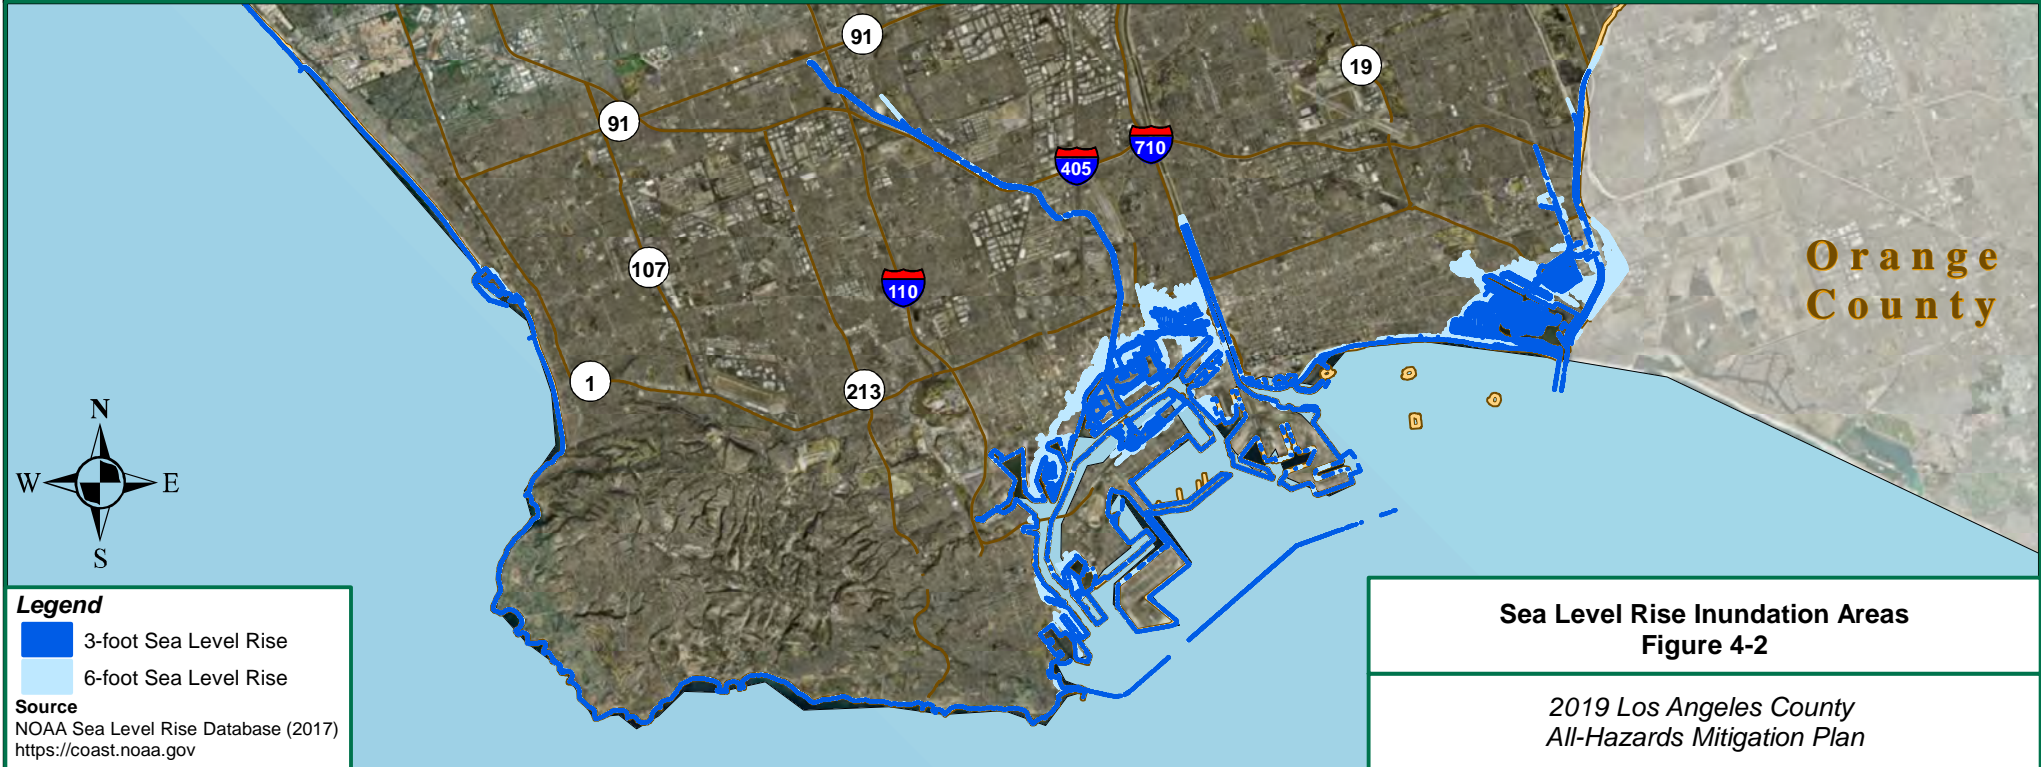 91
19
91
710
405
107
110
Orange
County
1
213
N
W
E
S
Legend
3-foot Sea Level Rise
6-foot Sea Level Rise
Source
NOAA Sea Level Rise Database (2017)
https://coast.noaa.gov
Sea Level Rise Inundation Areas
Figure 4-2
2019 Los Angeles County
All-Hazards Mitigation Plan